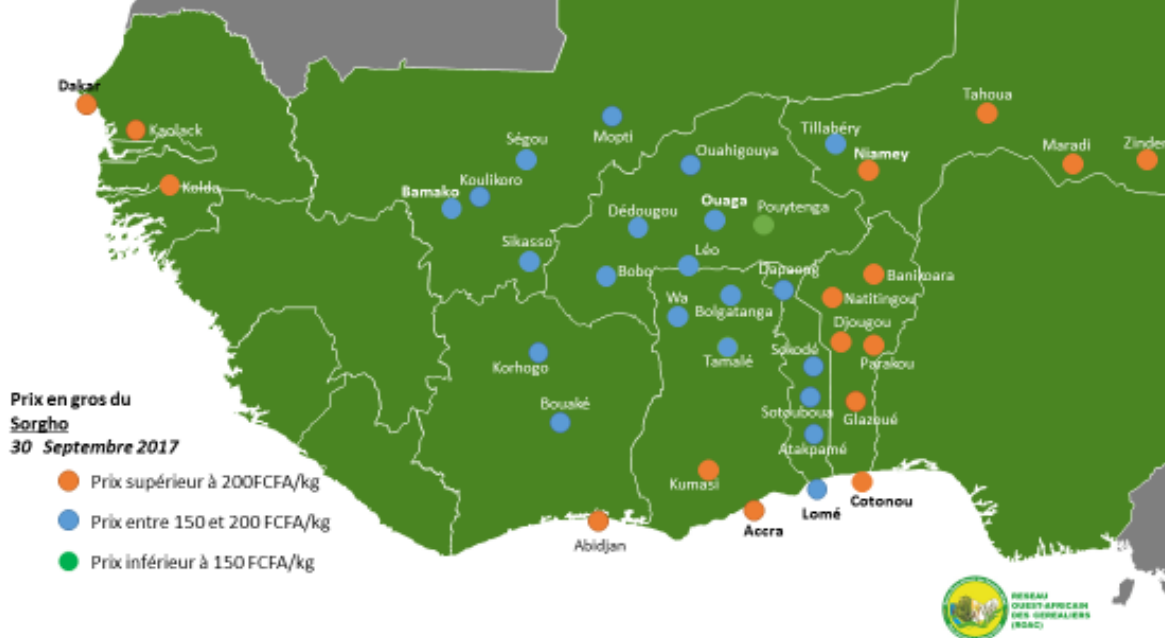 Dakar
Kaolack
Kolda
Tahoua
Maradi
Zinder
Tillabéry
Niamey
Mopti
Ségou
Koulikoro
Bamako
Sikasso
Ouahigouya
Ouaga
Pouytenga
Dédougou
Léo
Bobo
Dapaong
Wa
Bolgatanga
Tamalé
Banikoara
Natitingou
Djougou
Parakou
Sokodé
Sotouboua
Glazoué
Atakpamé
Korhogo
Bouaké
Kumasi
Cotonou
Lomé
Accra
Abidjan
Prix en gros du
Sorgho
30 Septembre 2017
Prix supérieur à 200FCFA/kg
Prix entre 150 et 200 FCFA/kg
Prix inférieur à 150 FCFA/kg
RESEAU
OUEST-AFRICAIN
DES CEREALIERS
(ROAC)